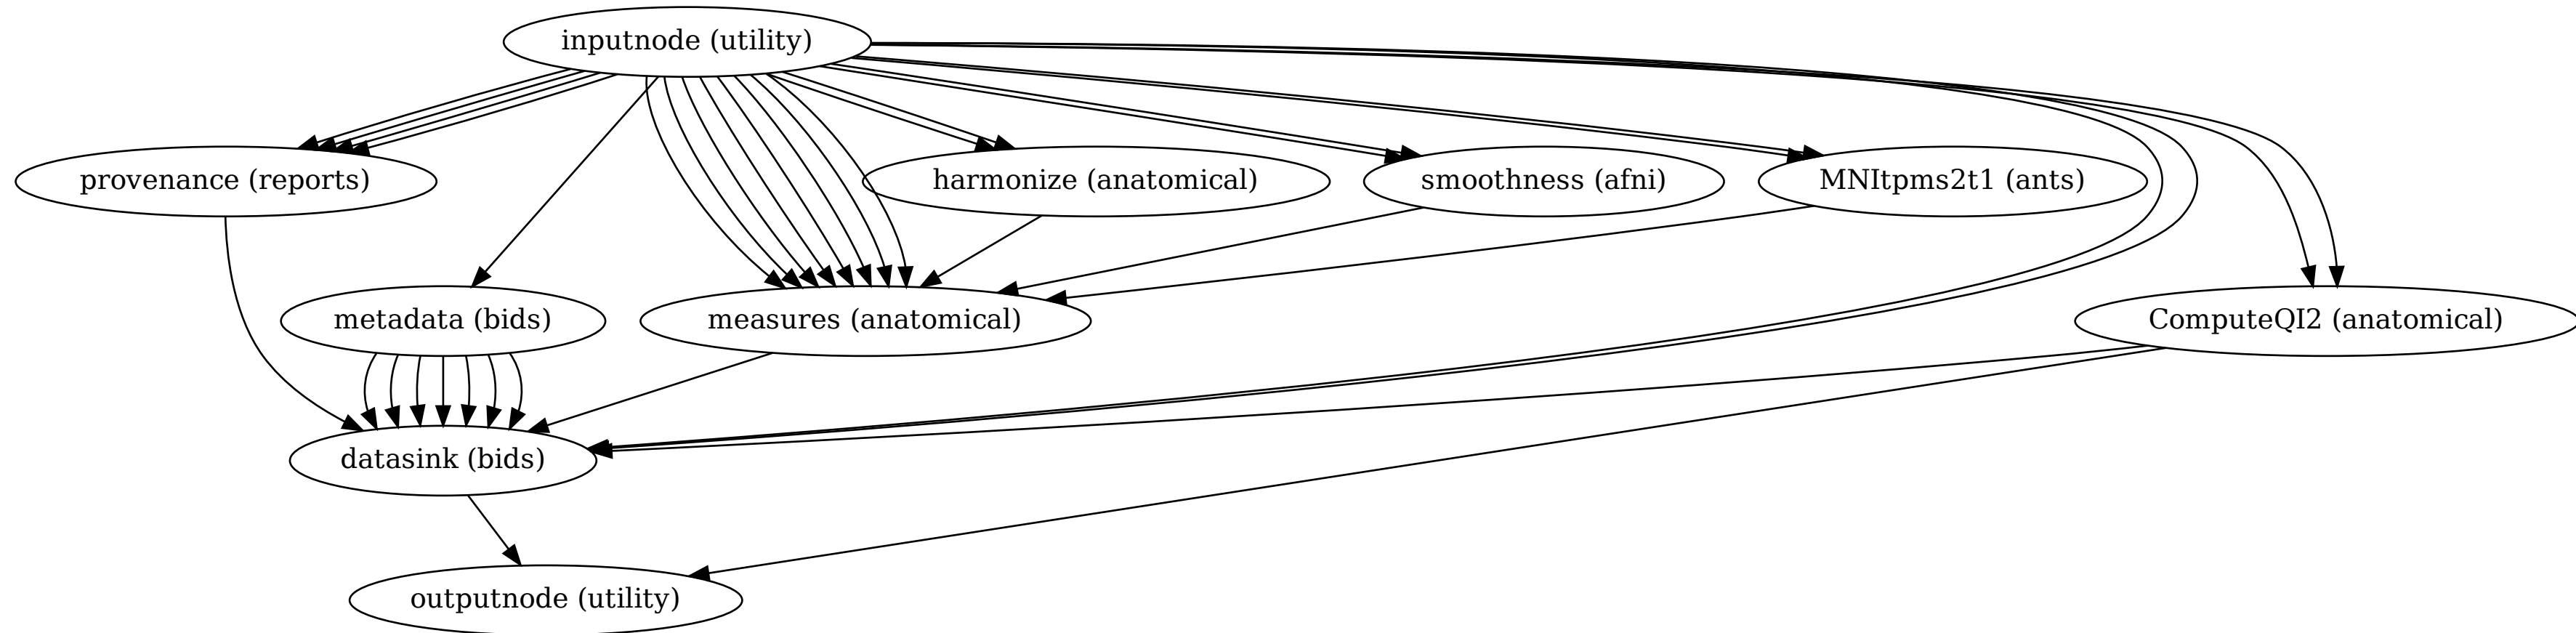 inputnode (utility)
provenance (reports)
harmonize (anatomical)
smoothness (afni)
MNItpms2t1 (ants)
metadata (bids)
measures (anatomical)
ComputeQI2 (anatomical)
datasink (bids)
outputnode (utility)